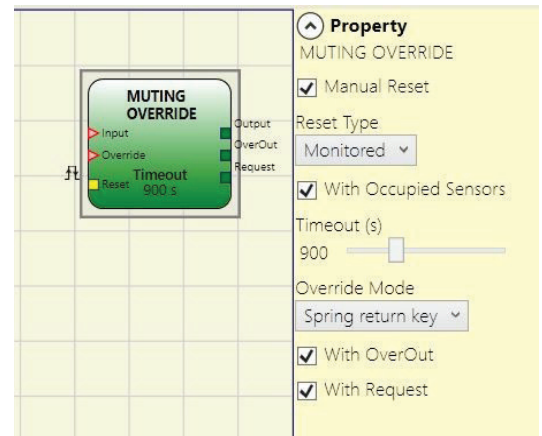 MUTING
OVERRIDE
Input
Override
Reset
Timeout
900 s
Output
OverOut
Request
Property
MUTING OVERRIDE
Manual Reset
Reset Type
Monitored
With Occupied Sensors
Timeout (s)
900
Override Mode
Spring return key
With OverOut
With Request